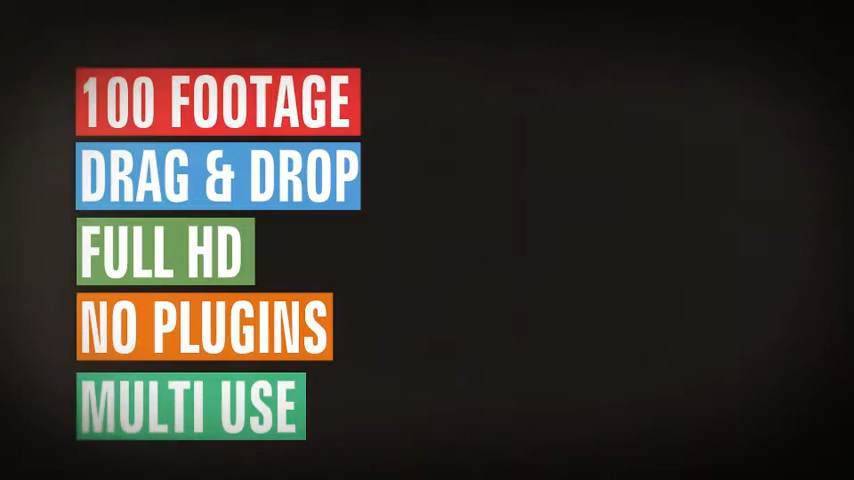 100 FOOTAGE
DRAG & DROP
FULL HD
NO PLUGINS
MULTI USE